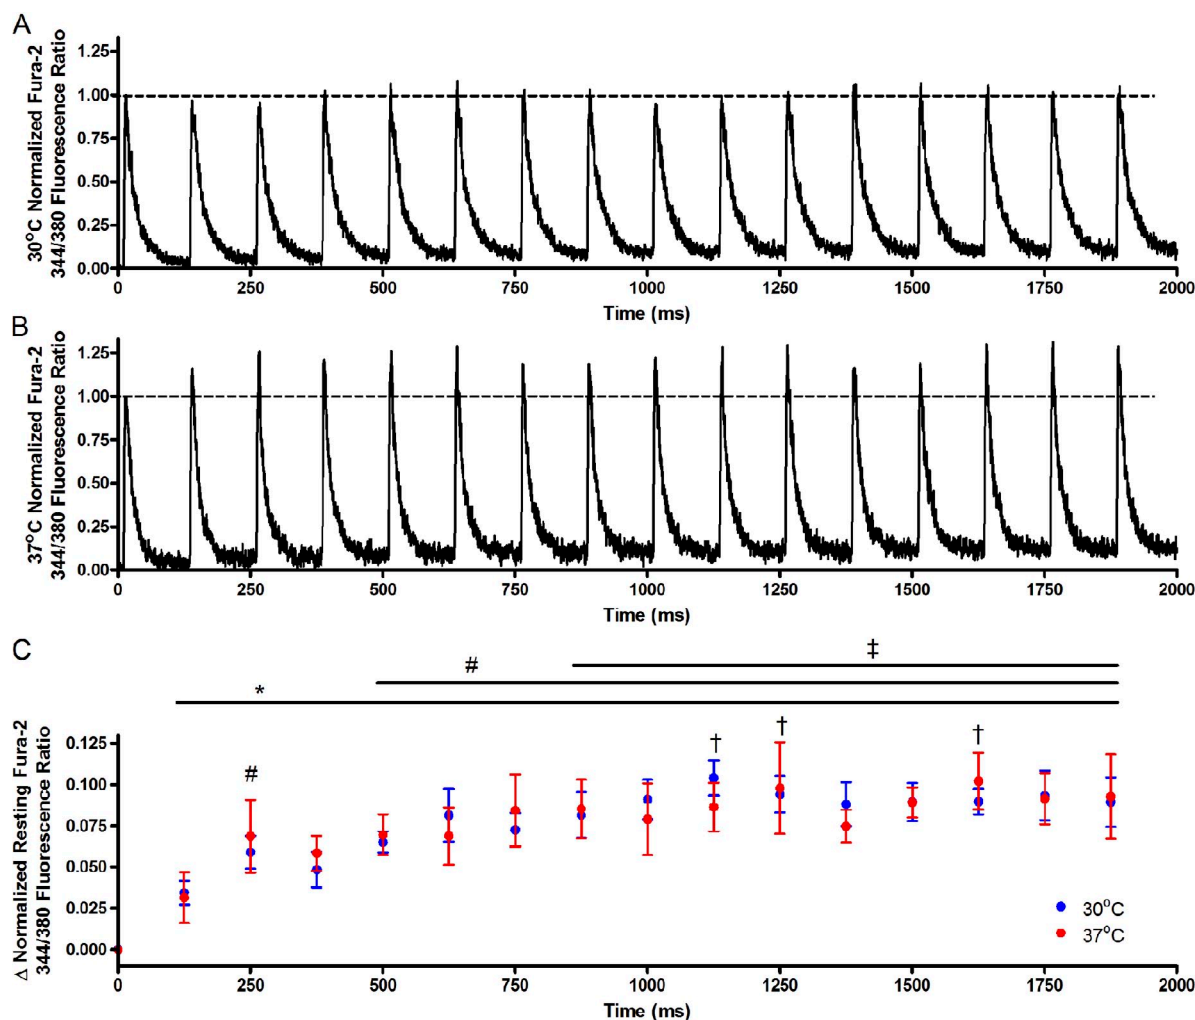 A
30°C Normalized Fura-2
344/380 Fluorescence Ratio
1.25
1.00
0.75
0.50
0.25
0.00
0 250 500 750 1000 1250 1500 1750 2000
Time (ms)
B
37°C Normalized Fura-2
344/380 Fluorescence Ratio
1.25
1.00
0.75
0.50
0.25
0.00
0 250 500 750 1000 1250 1500 1750 2000
Time (ms)
C
‡
#
*
Δ Normalized Resting Fura-2
344/380 Fluorescence Ratio
0.125
0.100
0.075
0.050
0.025
0.000
#
† † †
30°C
37°C
0 250 500 750 1000 1250 1500 1750 2000
Time (ms)